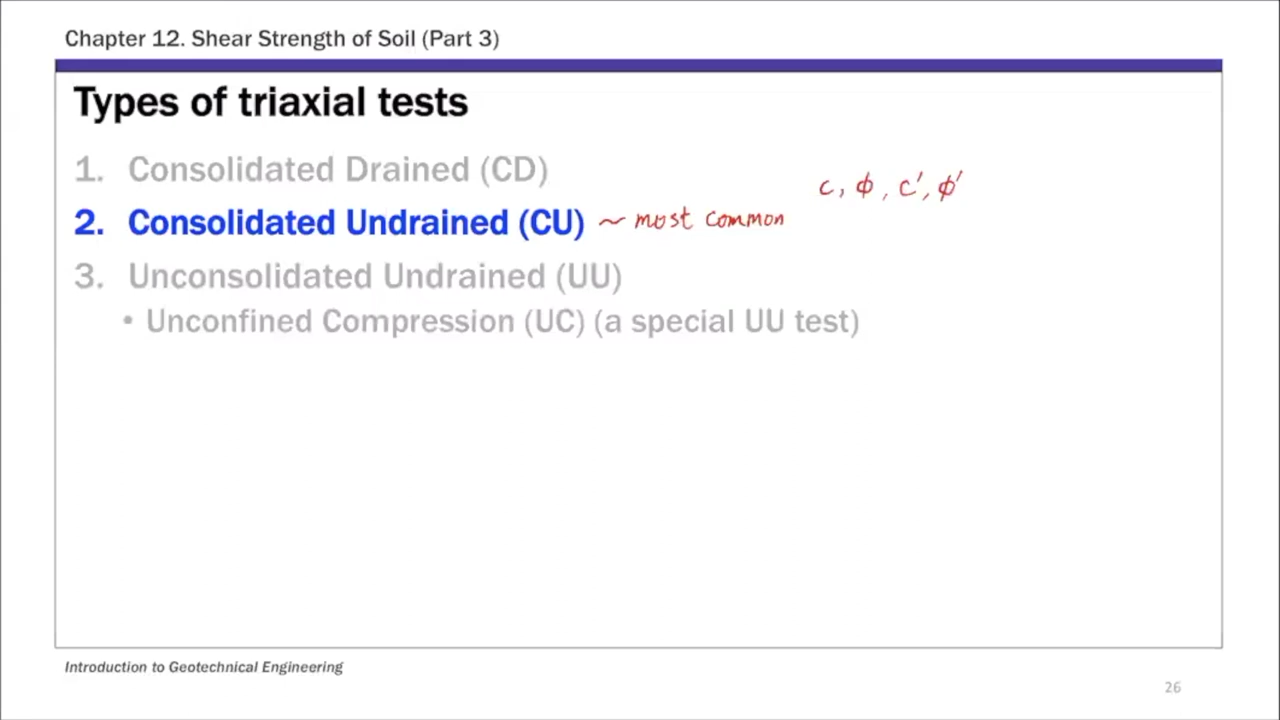 Chapter 12. Shear Strength of Soil (Part 3)
Types of triaxial tests
1. Consolidated Drained (CD)
c, ϕ, c′, ϕ′
2. Consolidated Undrained (CU) ~ most common
3. Unconsolidated Undrained (UU)
• Unconfined Compression (UC) (a special UU test)
Introduction to Geotechnical Engineering
26